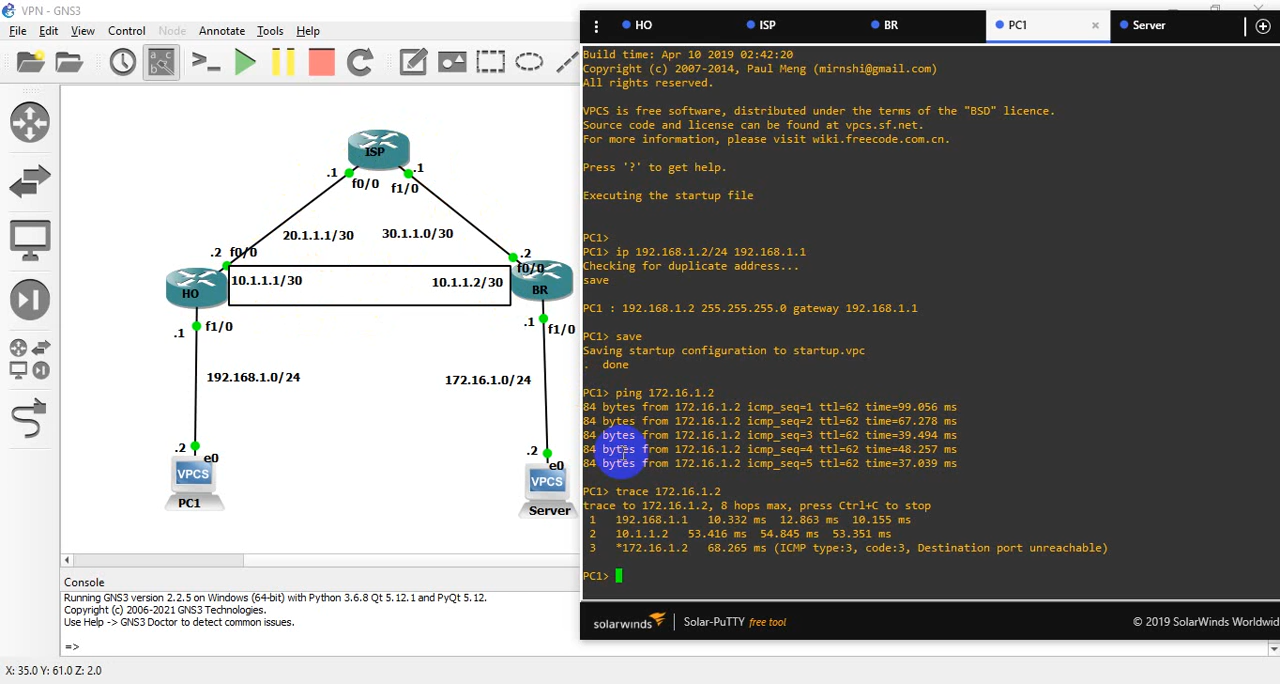 VPN - GNS3
File Edit View Control Node Annotate Tools Help
ISP
.1
.1
f0/0
f1/0
20.1.1.1/30
30.1.1.0/30
.2
f0/0
.2
f0/0
HO
10.1.1.1/30
10.1.1.2/30
BR
.1
f1/0
.1
f1/0
192.168.1.0/24
172.16.1.0/24
.2
e0
VPCS
PC1
.2
e0
VPCS
Server
Console
Running GNS3 version 2.2.5 on Windows (64-bit) with Python 3.6.8 Qt 5.12.1 and PyQt 5.12.
Copyright (c) 2006-2021 GNS3 Technologies.
Use Help -> GNS3 Doctor to detect common issues.
=>
X: 35.0 Y: 61.0 Z: 2.0
HO ISP BR PC1 Server
Build time: Apr 10 2019 02:42:20
Copyright (c) 2007-2014, Paul Meng (mirnshi@gmail.com)
All rights reserved.
VPCS is free software, distributed under the terms of the "BSD" licence.
Source code and license can be found at vpcs.sf.net.
For more information, please visit wiki.freecode.com.cn.
Press '?' to get help.
Executing the startup file
PC1>
PC1> ip 192.168.1.2/24 192.168.1.1
Checking for duplicate address...
save
PC1 : 192.168.1.2 255.255.255.0 gateway 192.168.1.1
PC1> save
Saving startup configuration to startup.vpc
. done
PC1> ping 172.16.1.2
84 bytes from 172.16.1.2 icmp_seq=1 ttl=62 time=99.056 ms
84 bytes from 172.16.1.2 icmp_seq=2 ttl=62 time=67.278 ms
84 bytes from 172.16.1.2 icmp_seq=3 ttl=62 time=39.494 ms
84 bytes from 172.16.1.2 icmp_seq=4 ttl=62 time=48.257 ms
84 bytes from 172.16.1.2 icmp_seq=5 ttl=62 time=37.039 ms
PC1> trace 172.16.1.2
trace to 172.16.1.2, 8 hops max, press Ctrl+C to stop
1 192.168.1.1 10.332 ms 12.863 ms 10.155 ms
2 10.1.1.2 53.416 ms 54.845 ms 53.351 ms
3 *172.16.1.2 68.265 ms (ICMP type:3, code:3, Destination port unreachable)
PC1>
solarwinds | Solar-PuTTY free tool
© 2019 SolarWinds Worldwid